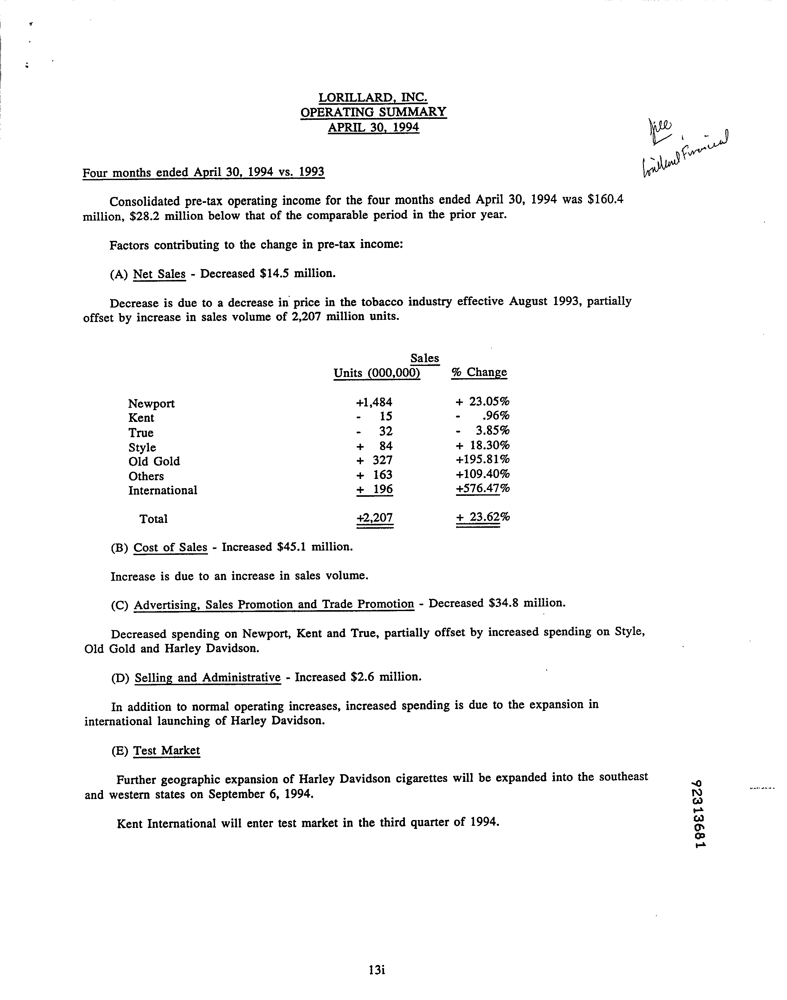 LORILLARD, INC.
OPERATING SUMMARY
APRIL 30, 1994
File
Lorillard Financial
Four months ended April 30, 1994 vs. 1993
Consolidated pre-tax operating income for the four months ended April 30, 1994 was $160.4
million, $28.2 million below that of the comparable period in the prior year.
Factors contributing to the change in pre-tax income:
(A) Net Sales - Decreased $14.5 million.
Decrease is due to a decrease in price in the tobacco industry effective August 1993, partially
offset by increase in sales volume of 2,207 million units.
Sales
Units (000,000) % Change
Newport +1,484 + 23.05%
Kent - 15 - .96%
True - 32 - 3.85%
Style + 84 + 18.30%
Old Gold + 327 +195.81%
Others + 163 +109.40%
International + 196 +576.47%
Total +2,207 + 23.62%
(B) Cost of Sales - Increased $45.1 million.
Increase is due to an increase in sales volume.
(C) Advertising, Sales Promotion and Trade Promotion - Decreased $34.8 million.
Decreased spending on Newport, Kent and True, partially offset by increased spending on Style,
Old Gold and Harley Davidson.
(D) Selling and Administrative - Increased $2.6 million.
In addition to normal operating increases, increased spending is due to the expansion in
international launching of Harley Davidson.
(E) Test Market
Further geographic expansion of Harley Davidson cigarettes will be expanded into the southeast
and western states on September 6, 1994.
Kent International will enter test market in the third quarter of 1994.
92313681
13i